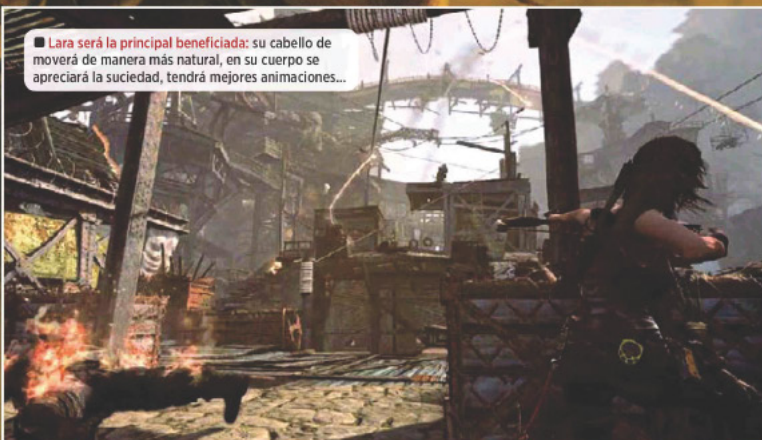 ■ Lara será la principal beneficiada: su cabello de
moverá de manera más natural, en su cuerpo se
apreciará la suciedad, tendrá mejores animaciones...